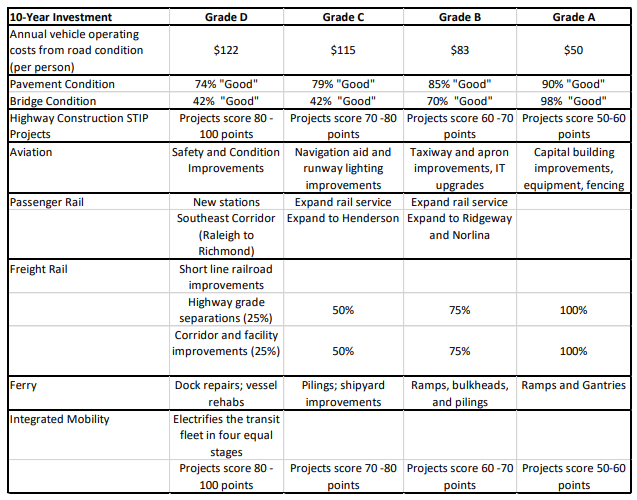 10-Year Investment Grade D Grade C Grade B Grade A
Annual vehicle operating
costs from road condition $122 $115 $83 $50
(per person)
Pavement Condition 74% "Good" 79% "Good" 85% "Good" 90% "Good"
Bridge Condition 42%  "Good" 42%  "Good" 70% "Good" 98%  "Good"
Highway Construction STIP Projects score 80 - Projects score 70 -80 Projects score 60 -70 Projects score 50-60
Projects 100 points points points points
Aviation Safety and Condition Navigation aid and Taxiway and apron Capital building
Improvements runway lighting improvements, IT improvements,
improvements upgrades equipment, fencing
Passenger Rail New stations Expand rail service Expand rail service
Southeast Corridor Expand to Henderson Expand to Ridgeway
(Raleigh to and Norlina
Richmond)
Freight Rail Short line railroad
improvements
Highway grade
separations (25%) 50% 75% 100%
Corridor and facility
improvements (25%) 50% 75% 100%
Ferry Dock repairs; vessel Pilings; shipyard Ramps, bulkheads, Ramps and Gantries
rehabs improvements and pilings
Integrated Mobility Electrifies the transit
fleet in four equal
stages
Projects score 80 - Projects score 70 -80 Projects score 60 -70 Projects score 50-60
100 points points points points